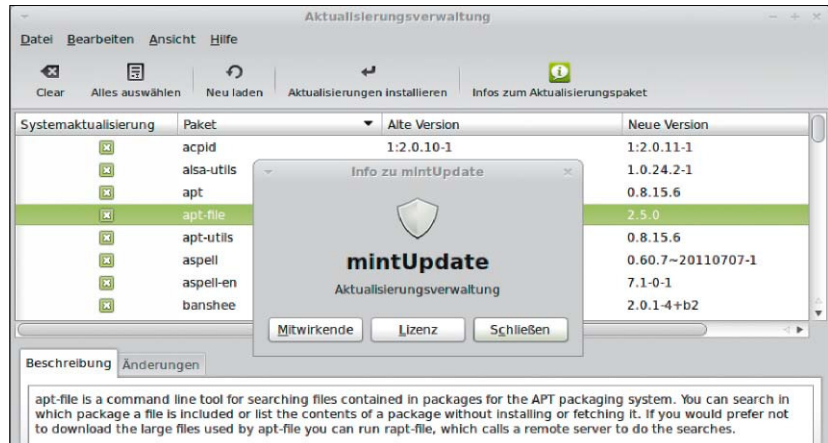 Aktualisierungsverwaltung
Datei Bearbeiten Ansicht Hilfe
Clear Alles auswählen Neu laden Aktualisierungen installieren Infos zum Aktualisierungspaket
Systemaktualisierung Paket Alte Version Neue Version
acpid 1:2.0.10-1 1:2.0.11-1
alsa-utils 1.0.24.2-1
apt 0.8.15.6
apt-file 2.5.0
apt-utils 0.8.15.6
aspell 0.60.7~20110707-1
aspell-en 7.1-0-1
banshee 2.0.1-4+b2
Info zu mintUpdate
mintUpdate
Aktualisierungsverwaltung
Mitwirkende Lizenz Schließen
Beschreibung Änderungen
apt-file is a command line tool for searching files contained in packages for the APT packaging system. You can search in
which package a file is included or list the contents of a package without installing or fetching it. If you would prefer not
to download the large files used by apt-file you can run rapt-file, which calls a remote server to do the searches.